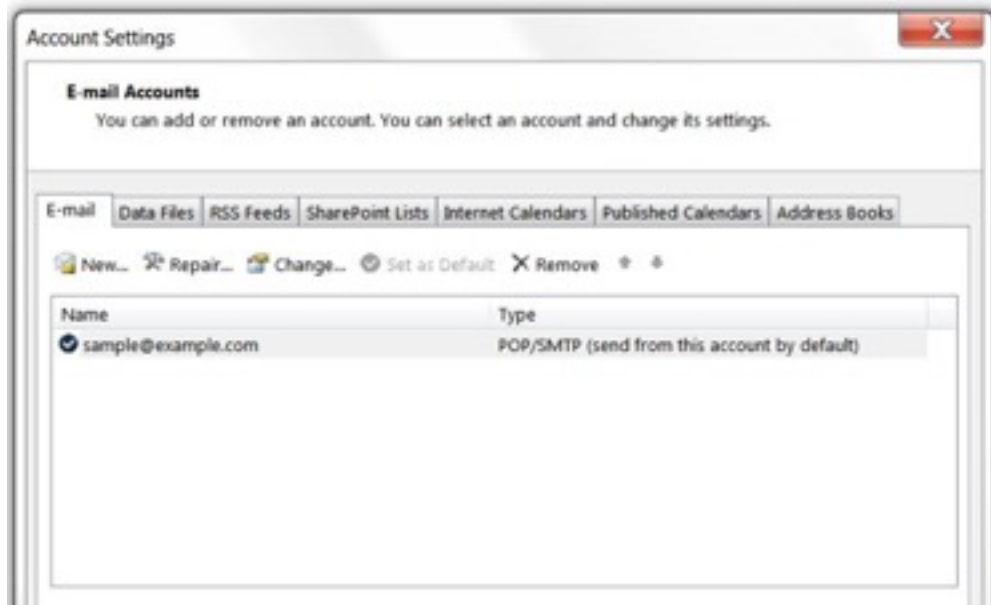 Account Settings
E-mail Accounts
You can add or remove an account. You can select an account and change its settings.
E-mail Data Files RSS Feeds SharePoint Lists Internet Calendars Published Calendars Address Books
New... Repair... Change... Set as Default Remove
Name Type
sample@example.com POP/SMTP (send from this account by default)